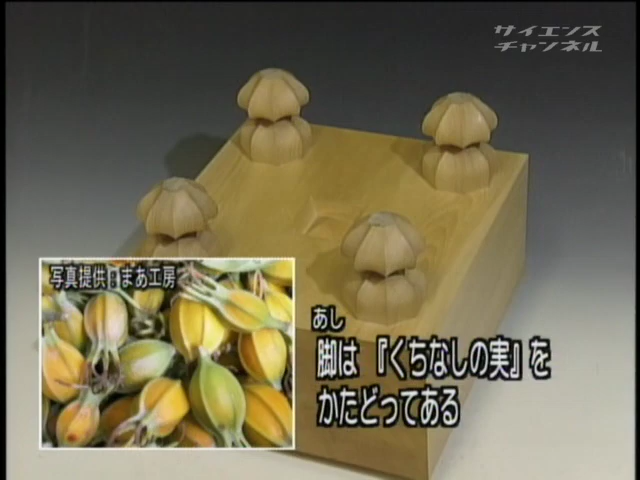 サイエンス
チャンネル
写真提供：まあ工房
あし
脚は『くちなしの実』を
かたどってある